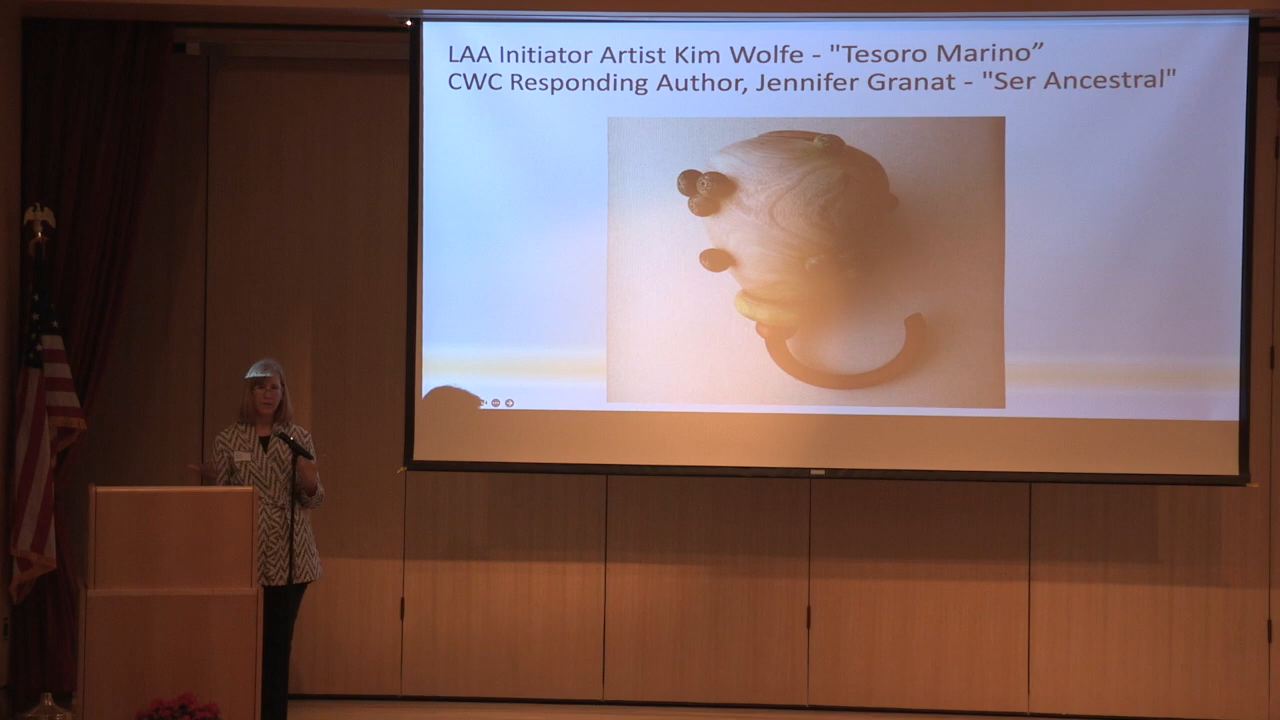 LAA Initiator Artist Kim Wolfe - "Tesoro Marino”
CWC Responding Author, Jennifer Granat - "Ser Ancestral"